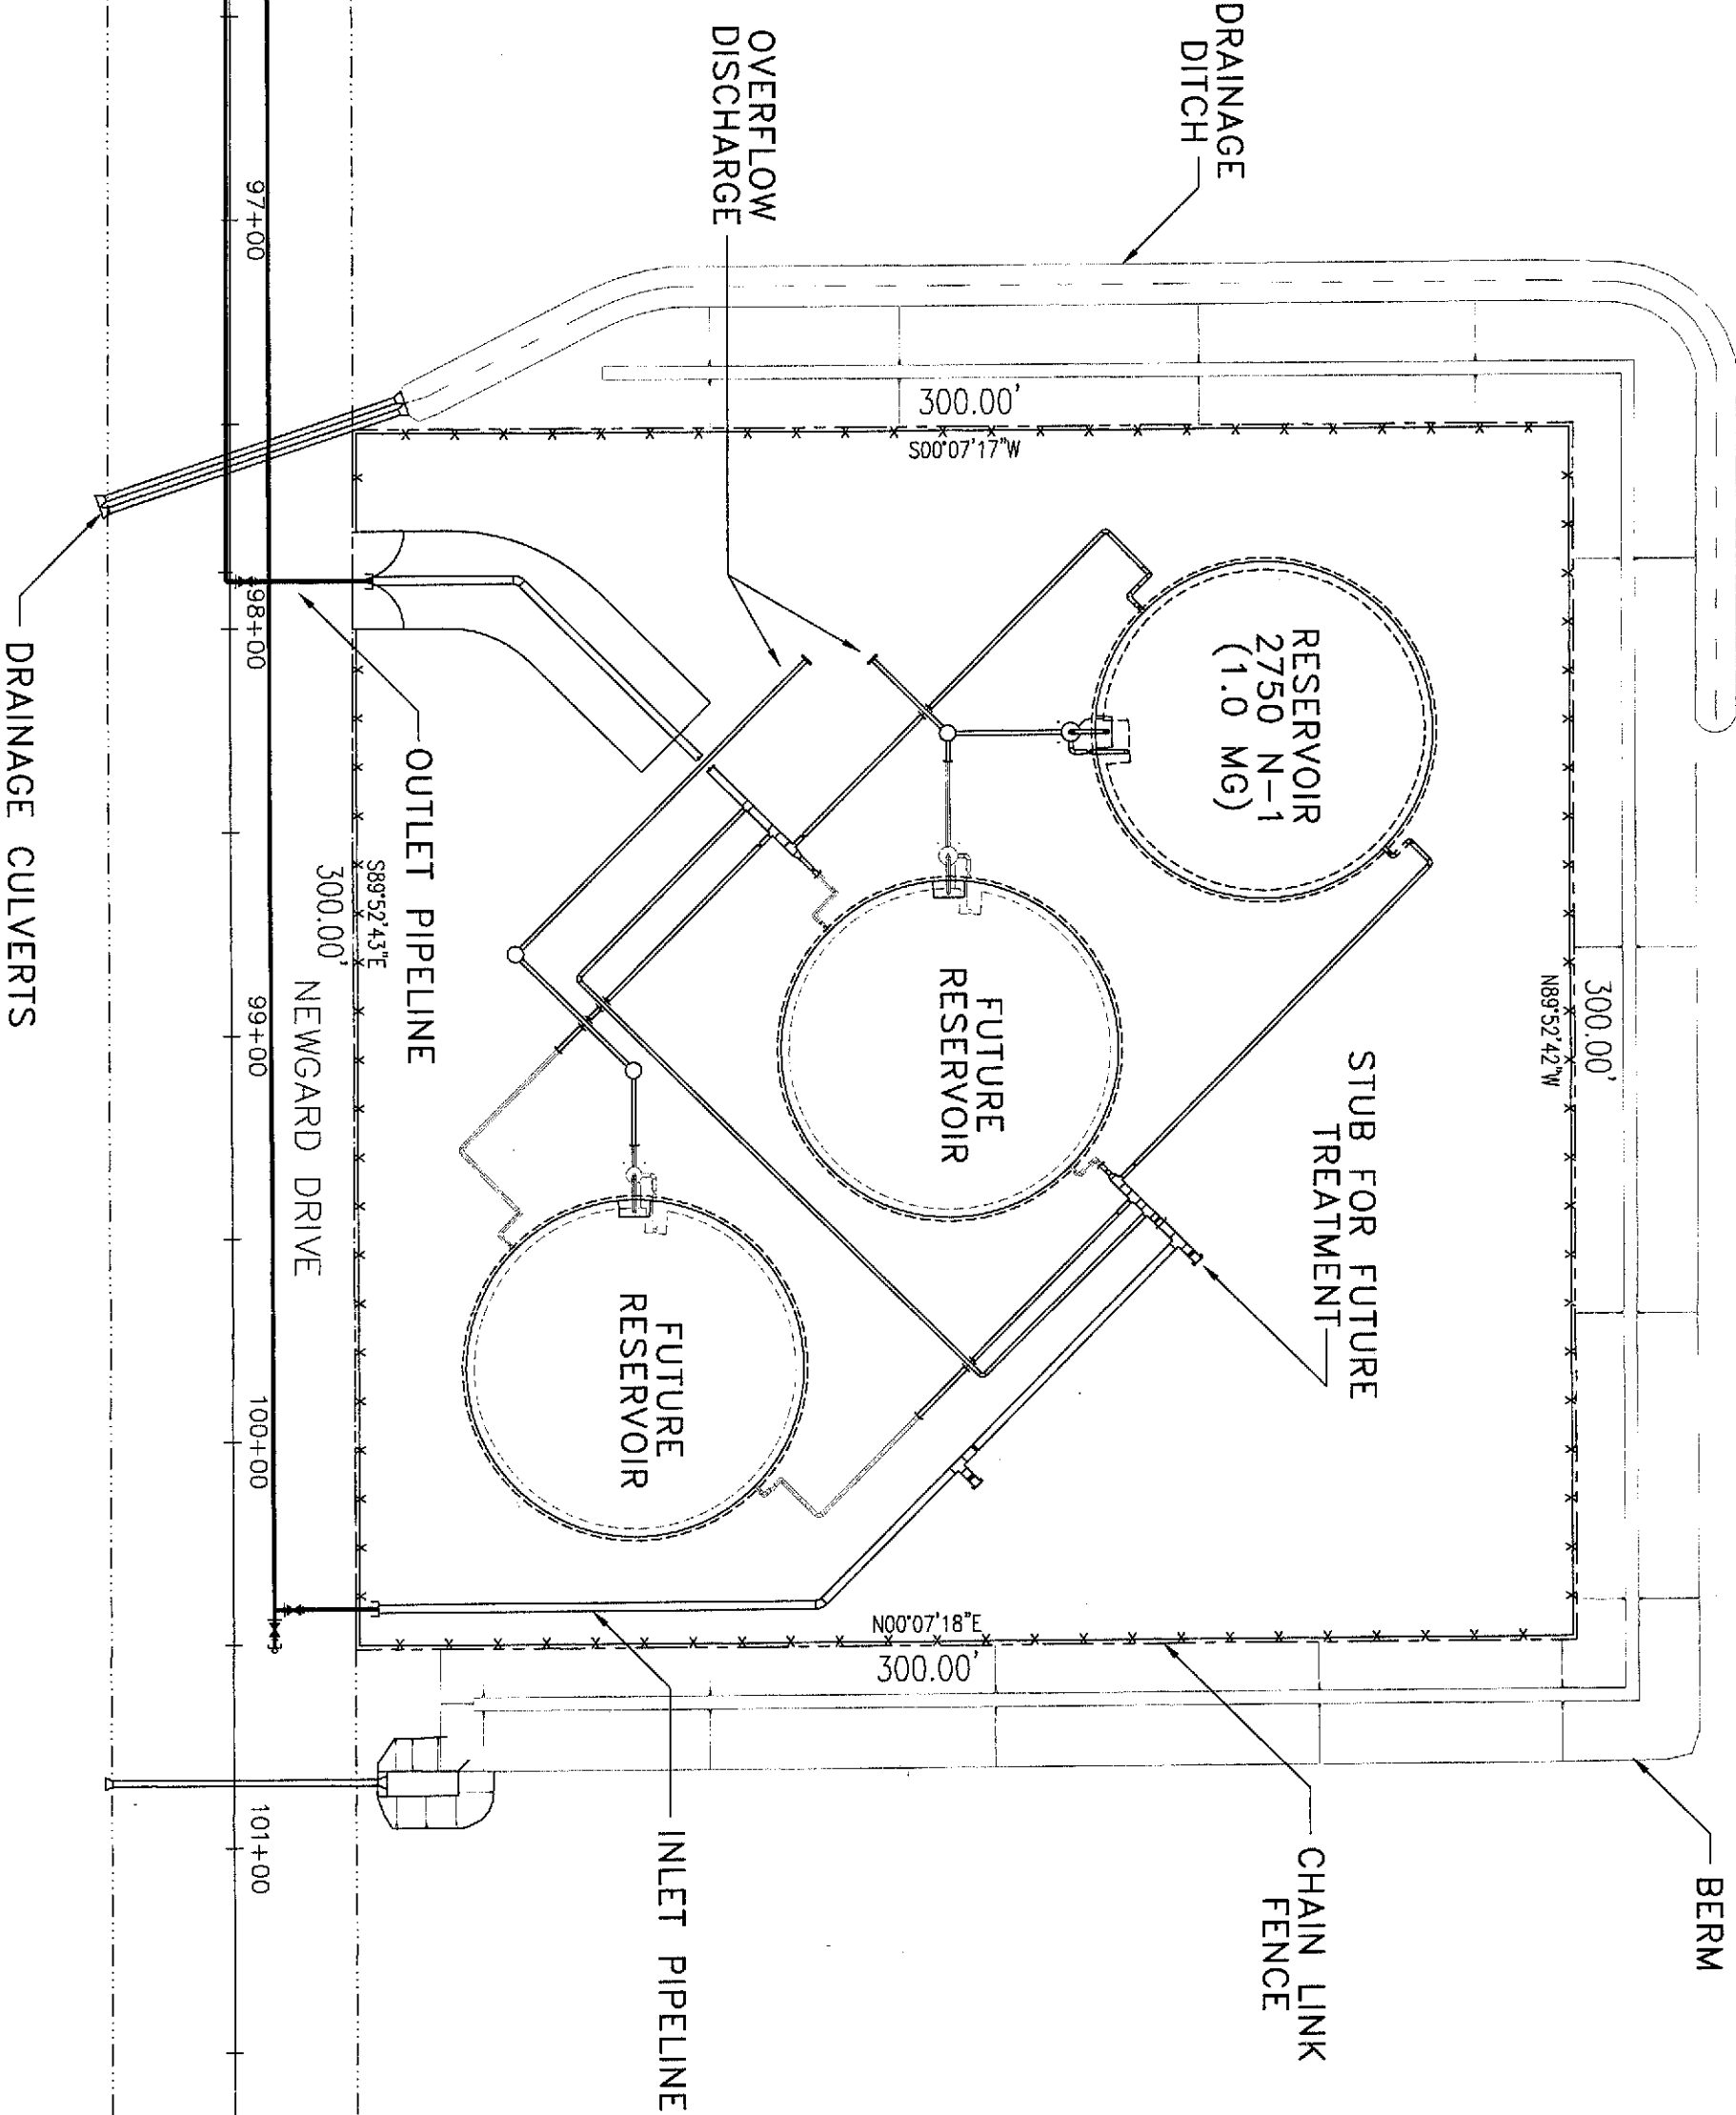 BERM
CHAIN LINK
FENCE
DRAINAGE
DITCH
300.00'
N89°52'42"W
STUB FOR FUTURE
TREATMENT
RESERVOIR
2750 N-1
(1.0 MG)
300.00'
S00°07'17"W
FUTURE
RESERVOIR
N00°07'18"E
300.00'
OVERFLOW
DISCHARGE
FUTURE
RESERVOIR
INLET PIPELINE
OUTLET PIPELINE
S89°52'43"E
300.00'
NEWGARD DRIVE
97+00
98+00
99+00
100+00
101+00
DRAINAGE CULVERTS